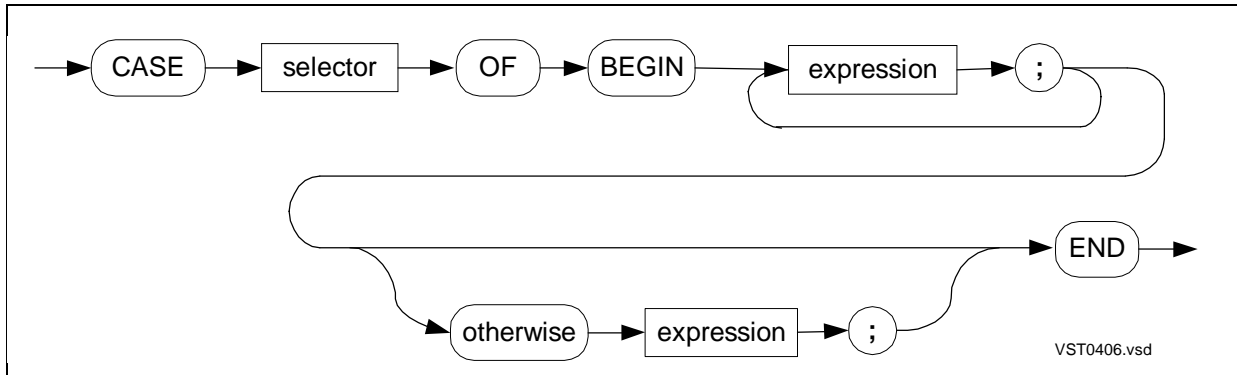 CASE selector OF BEGIN expression ;
otherwise expression ; END
VST0406.vsd